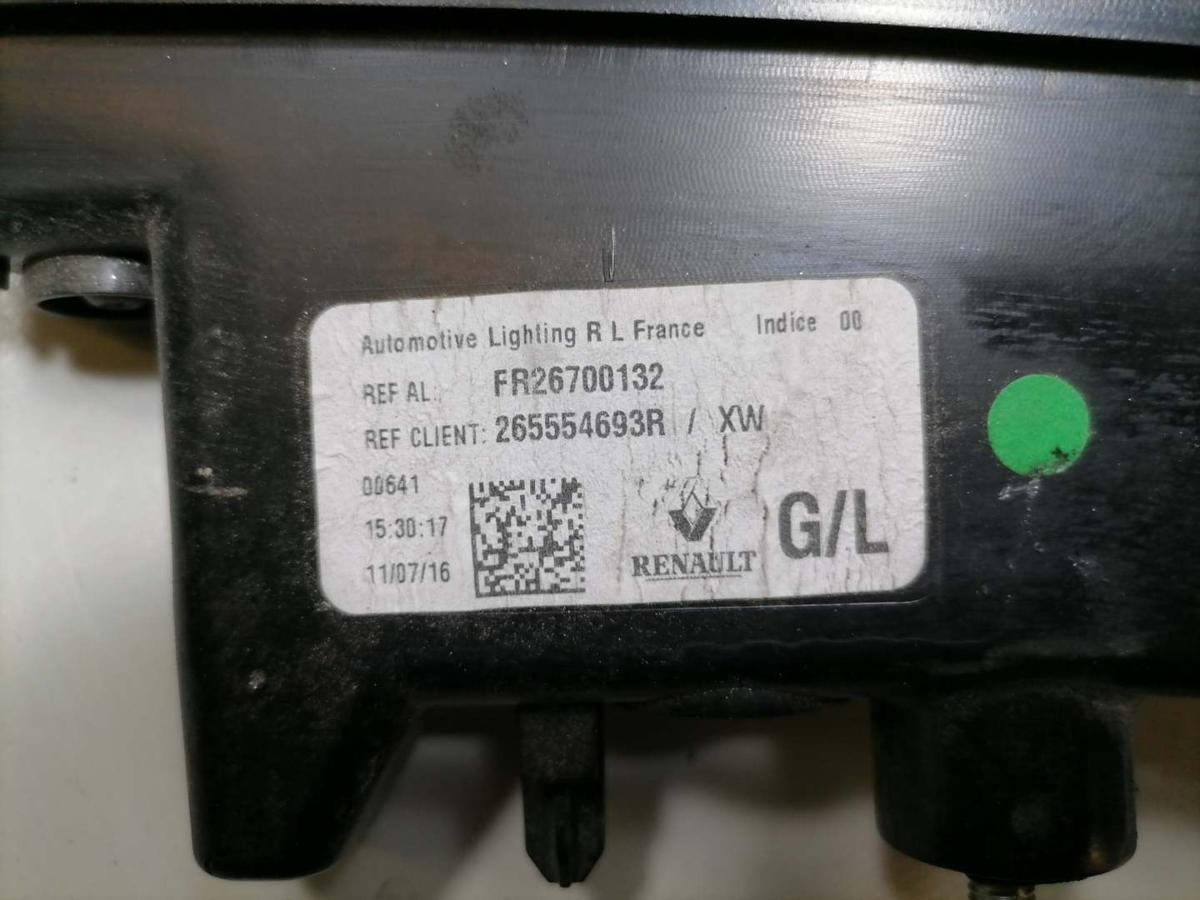 Automotive Lighting R L France Indice 00
REF AL: FR26700132
REF CLIENT: 265554693R / XW
00641
15:30:17
11/07/16
RENAULT
G/L